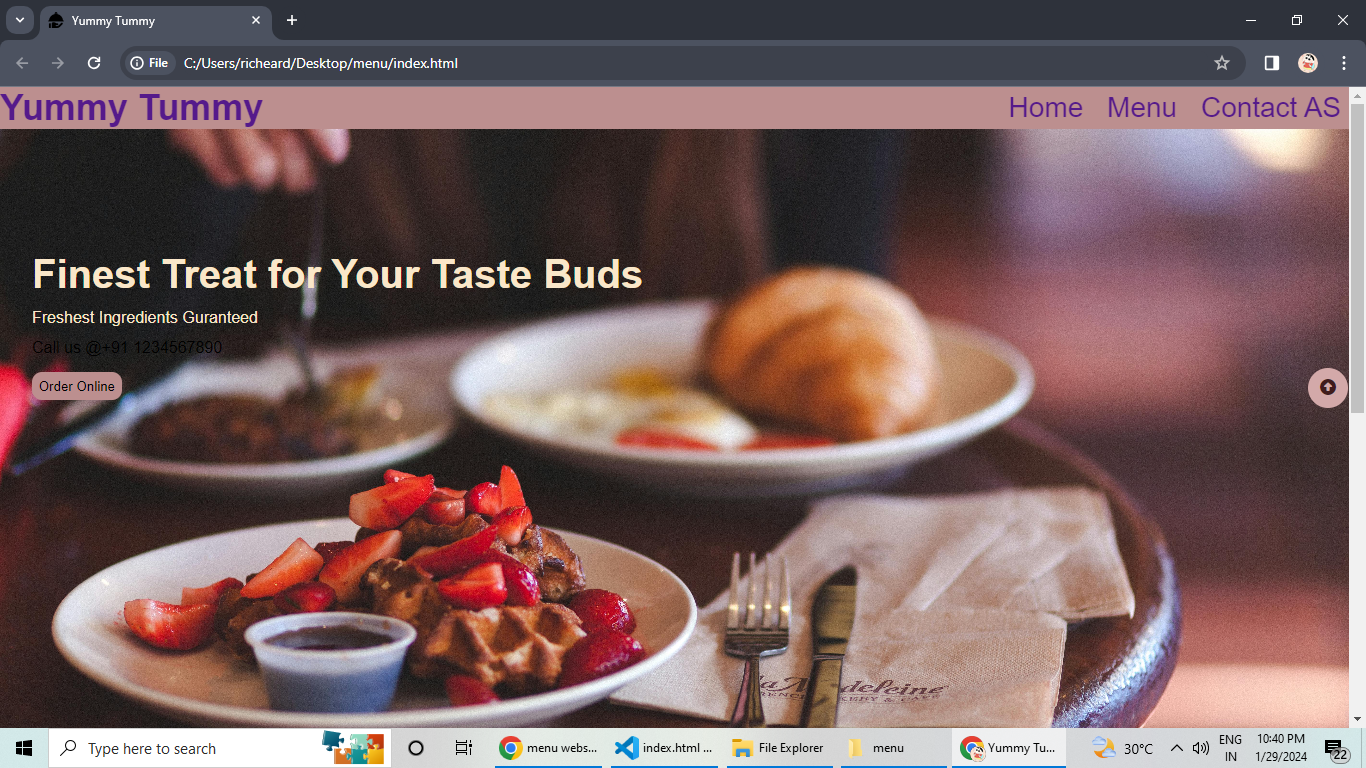 Yummy Tummy
File C:/Users/richeard/Desktop/menu/index.html
Yummy Tummy Home Menu Contact AS
Finest Treat for Your Taste Buds
Freshest Ingredients Guranteed
Call us @+91 1234567890
Order Online
Type here to search menu webs... index.html ... File Explorer menu Yummy Tu... 30°C ENG 10:40 PM
IN 1/29/2024 22